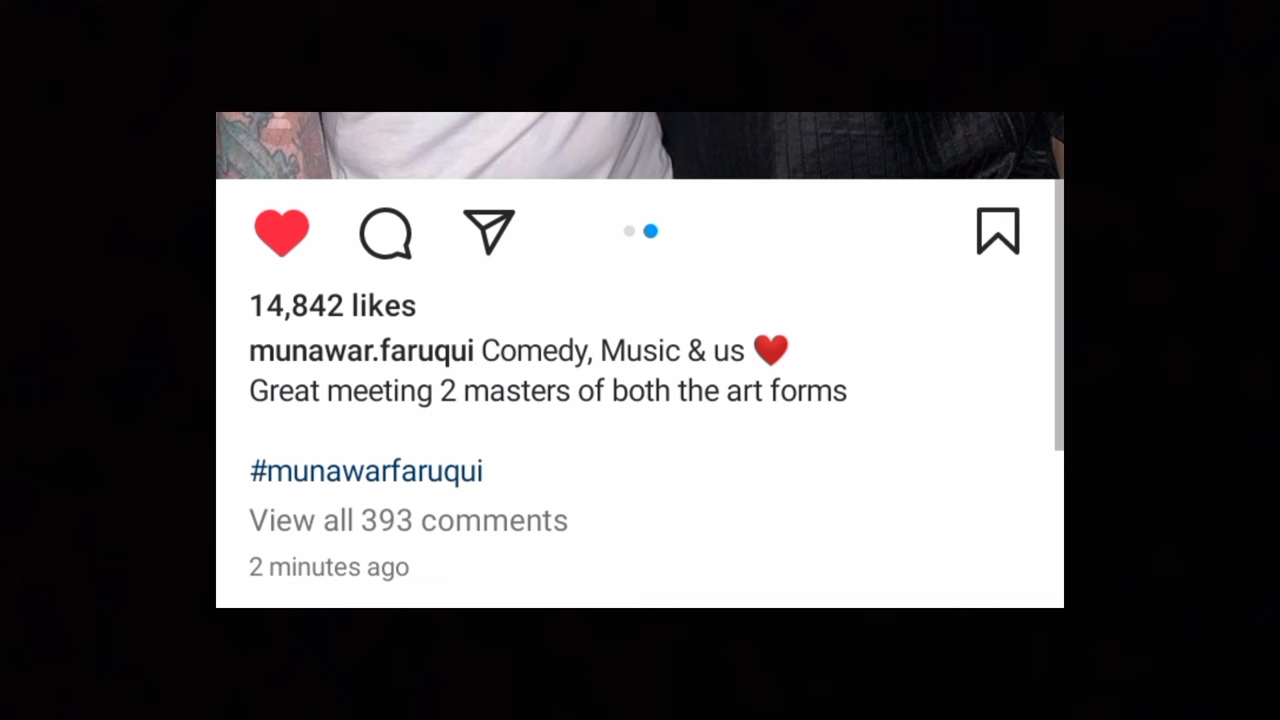 14,842 likes
munawar.faruqui Comedy, Music & us ❤️
Great meeting 2 masters of both the art forms
#munawarfaruqui
View all 393 comments
2 minutes ago